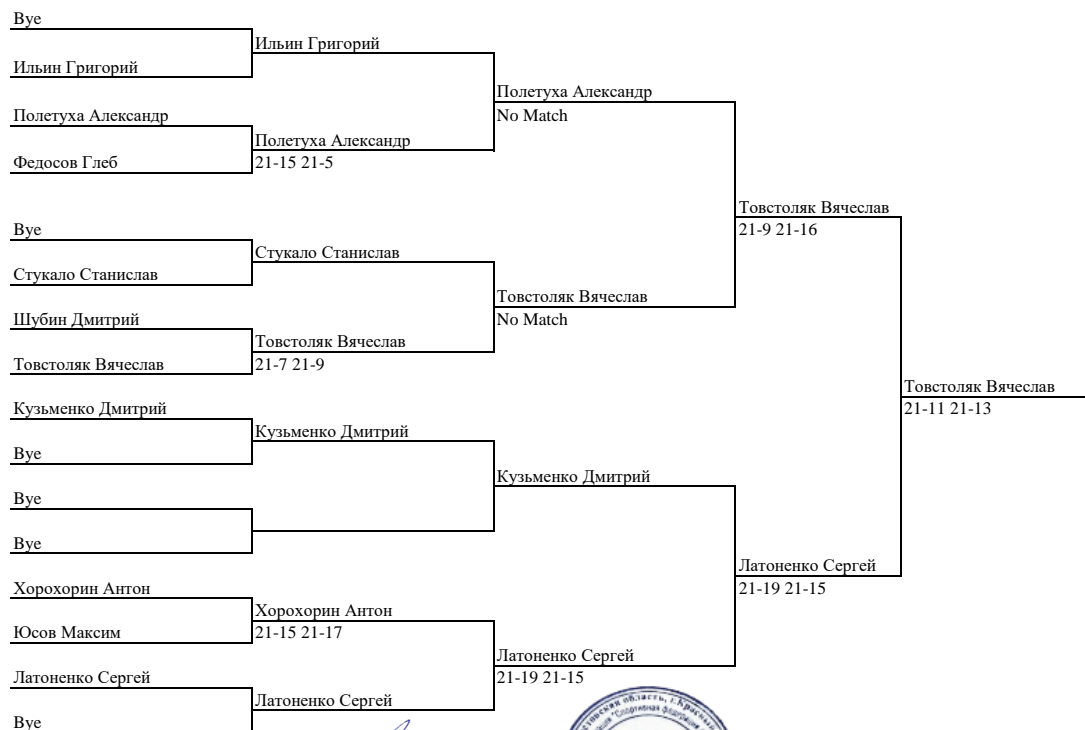 Bye
Ильин Григорий
Ильин Григорий
Полетуха Александр
No Match
Полетуха Александр
Полетуха Александр
21-15 21-5
Федосов Глеб
Товстоляк Вячеслав
21-9 21-16
Bye
Стукало Станислав
Стукало Станислав
Товстоляк Вячеслав
No Match
Шубин Дмитрий
Товстоляк Вячеслав
21-7 21-9
Товстоляк Вячеслав
Товстоляк Вячеслав
21-11 21-13
Кузьменко Дмитрий
Кузьменко Дмитрий
Bye
Кузьменко Дмитрий
Bye
Bye
Латоненко Сергей
21-19 21-15
Хорохорин Антон
Хорохорин Антон
21-15 21-17
Юсов Максим
Латоненко Сергей
21-19 21-15
Латоненко Сергей
Латоненко Сергей
Bye
область, г.
"Спортивная федерация